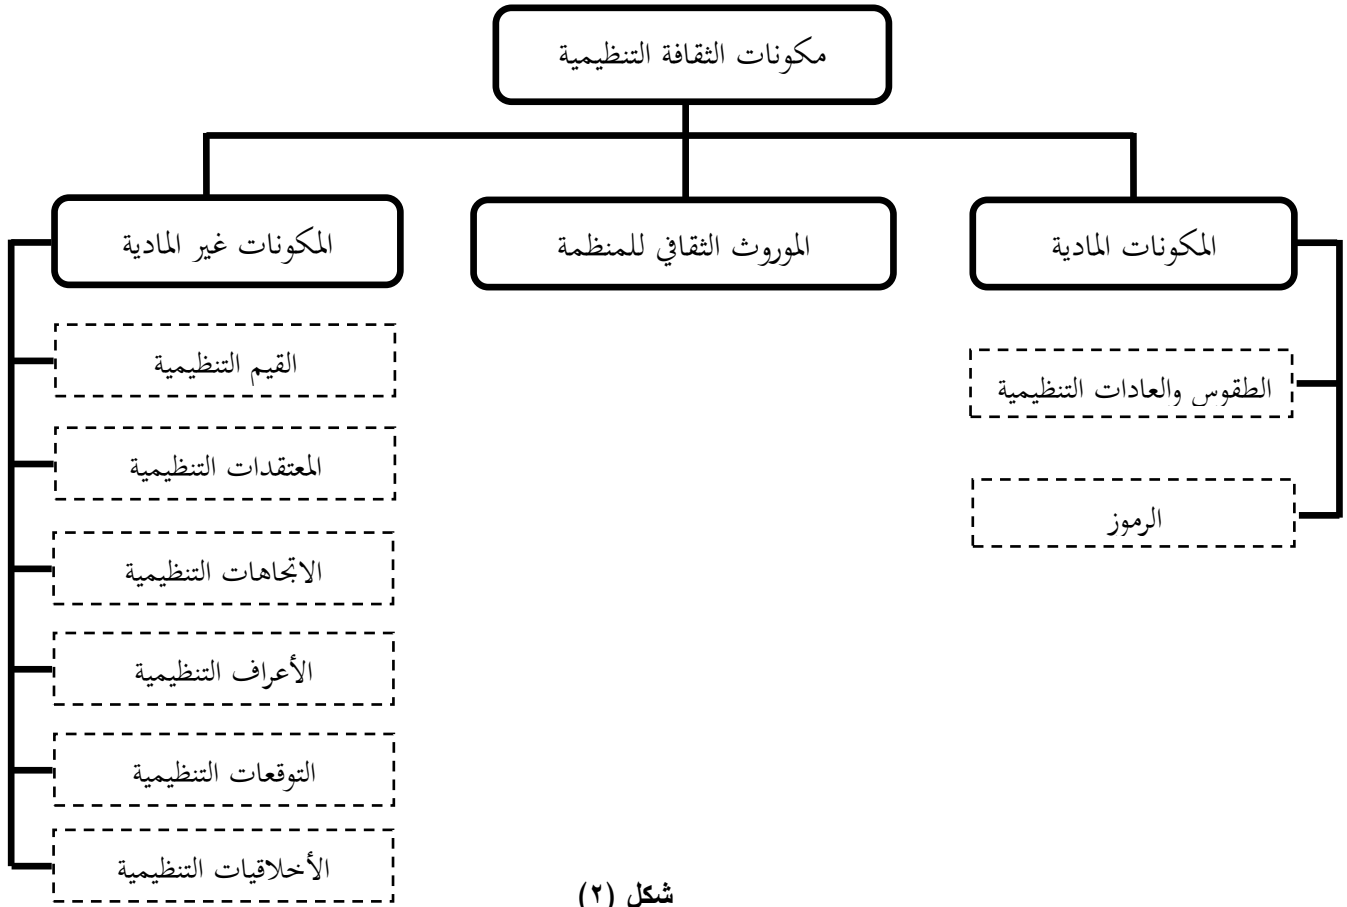 مكونات الثقافة التنظيمية
المكونات المادية
الموروث الثقافي للمنظمة
المكونات غير المادية
الطقوس والعادات التنظيمية
الرموز
القيم التنظيمية
المعتقدات التنظيمية
الاتجاهات التنظيمية
الأعراف التنظيمية
التوقعات التنظيمية
الأخلاقيات التنظيمية
شكل (٢)